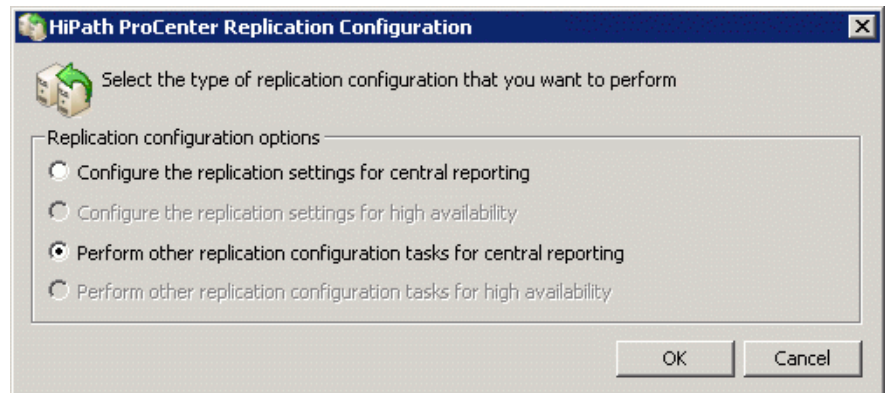 HiPath ProCenter Replication Configuration
Select the type of replication configuration that you want to perform
Replication configuration options
Configure the replication settings for central reporting
Configure the replication settings for high availability
Perform other replication configuration tasks for central reporting
Perform other replication configuration tasks for high availability
OK Cancel